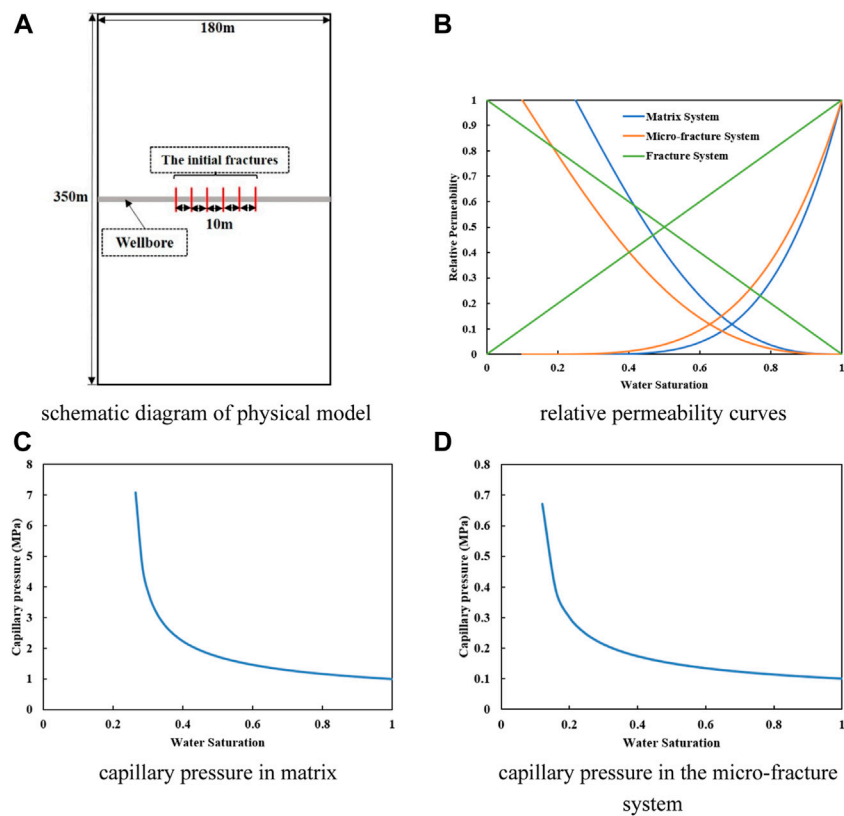 A
180m
The initial fractures
350m
10m
Wellbore
schematic diagram of physical model
B
Relative Permeability
1
0.9
0.8
0.7
0.6
0.5
0.4
0.3
0.2
0.1
0
0
0.2
0.4
0.6
0.8
1
Matrix System
Micro-fracture System
Fracture System
Water Saturation
relative permeability curves
C
Capillary pressure (MPa)
8
7
6
5
4
3
2
1
0
0
0.2
0.4
0.6
0.8
1
Water Saturation
capillary pressure in matrix
D
Capillary pressure (MPa)
0.8
0.7
0.6
0.5
0.4
0.3
0.2
0.1
0
0
0.2
0.4
0.6
0.8
1
Water Saturation
capillary pressure in the micro-fracture
system